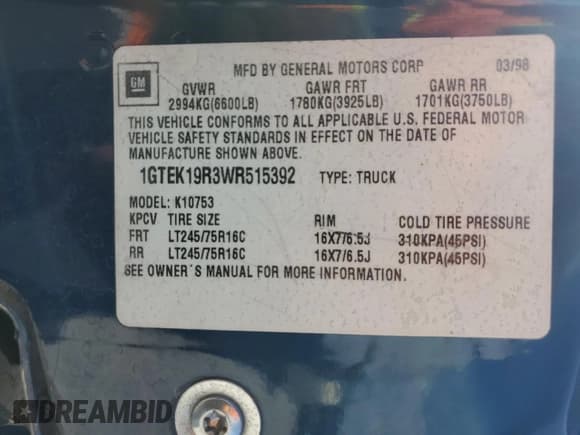 MFD BY GENERAL MOTORS CORP 03/98
GM
GVWR GAWR FRT GAWR RR
2994KG(6600LB) 1780KG(3925LB) 1701KG(3750LB)
THIS VEHICLE CONFORMS TO ALL APPLICABLE U.S. FEDERAL MOTOR
VEHICLE SAFETY STANDARDS IN EFFECT ON THE DATE OF
MANUFACTURE SHOWN ABOVE.
1GTEK19R3WR515392 TYPE: TRUCK
MODEL: K10753
KPCV TIRE SIZE RIM COLD TIRE PRESSURE
FRT LT245/75R16C 16X7/6.5J 310KPA(45PSI)
RR LT245/75R16C 16X7/6.5J 310KPA(45PSI)
SEE OWNER'S MANUAL FOR MORE INFORMATION.
DREAMBID